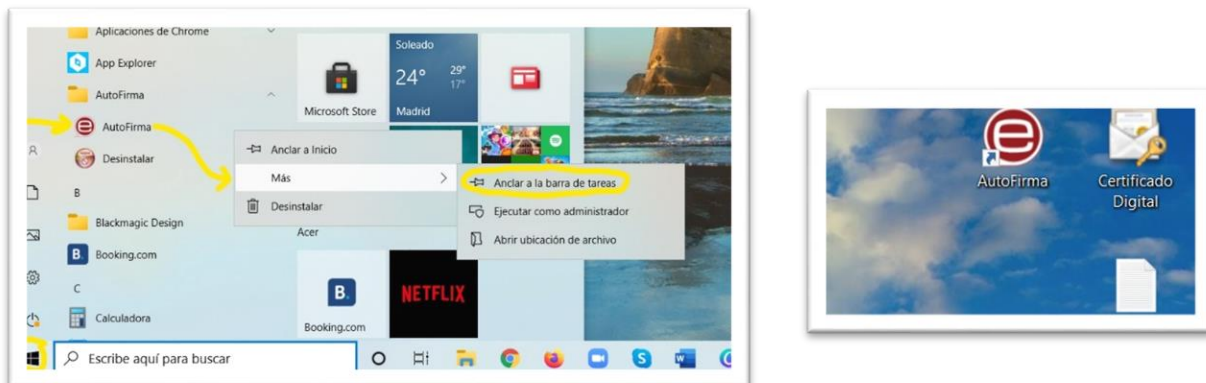 Aplicaciones de Chrome
App Explorer
AutoFirma
AutoFirma
Desinstalar
B
Blackmagic Design
Booking.com
C
Calculadora
Escribe aquí para buscar
Microsoft Store
Soleado
24° 29°
17°
Madrid
Anclar a Inicio
Más
Desinstalar
Anclar a la barra de tareas
Ejecutar como administrador
Abrir ubicación de archivo
Acer
B.
Booking.com
NETFLIX
AutoFirma
Certificado
Digital